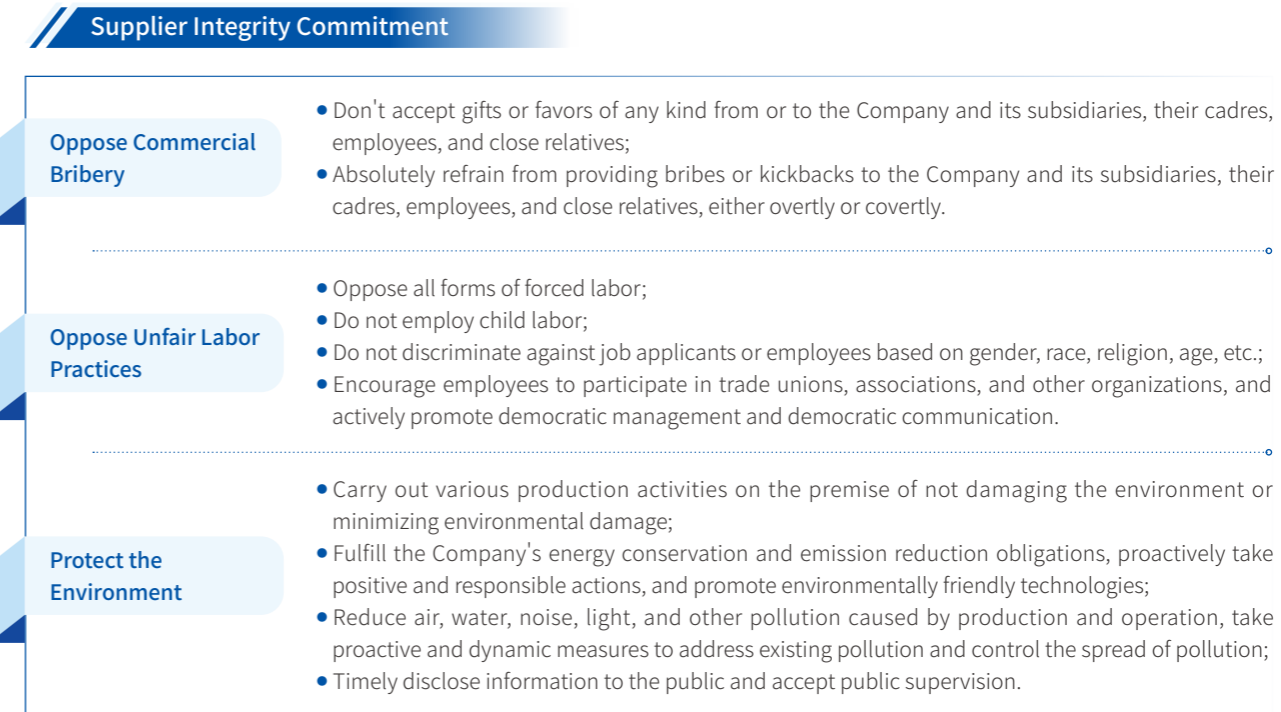 Supplier Integrity Commitment
Oppose Commercial
Bribery
● Don't accept gifts or favors of any kind from or to the Company and its subsidiaries, their cadres,
employees, and close relatives;
● Absolutely refrain from providing bribes or kickbacks to the Company and its subsidiaries, their
cadres, employees, and close relatives, either overtly or covertly.
Oppose Unfair Labor
Practices
● Oppose all forms of forced labor;
● Do not employ child labor;
● Do not discriminate against job applicants or employees based on gender, race, religion, age, etc.;
● Encourage employees to participate in trade unions, associations, and other organizations, and
actively promote democratic management and democratic communication.
Protect the
Environment
● Carry out various production activities on the premise of not damaging the environment or
minimizing environmental damage;
● Fulfill the Company's energy conservation and emission reduction obligations, proactively take
positive and responsible actions, and promote environmentally friendly technologies;
● Reduce air, water, noise, light, and other pollution caused by production and operation, take
proactive and dynamic measures to address existing pollution and control the spread of pollution;
● Timely disclose information to the public and accept public supervision.